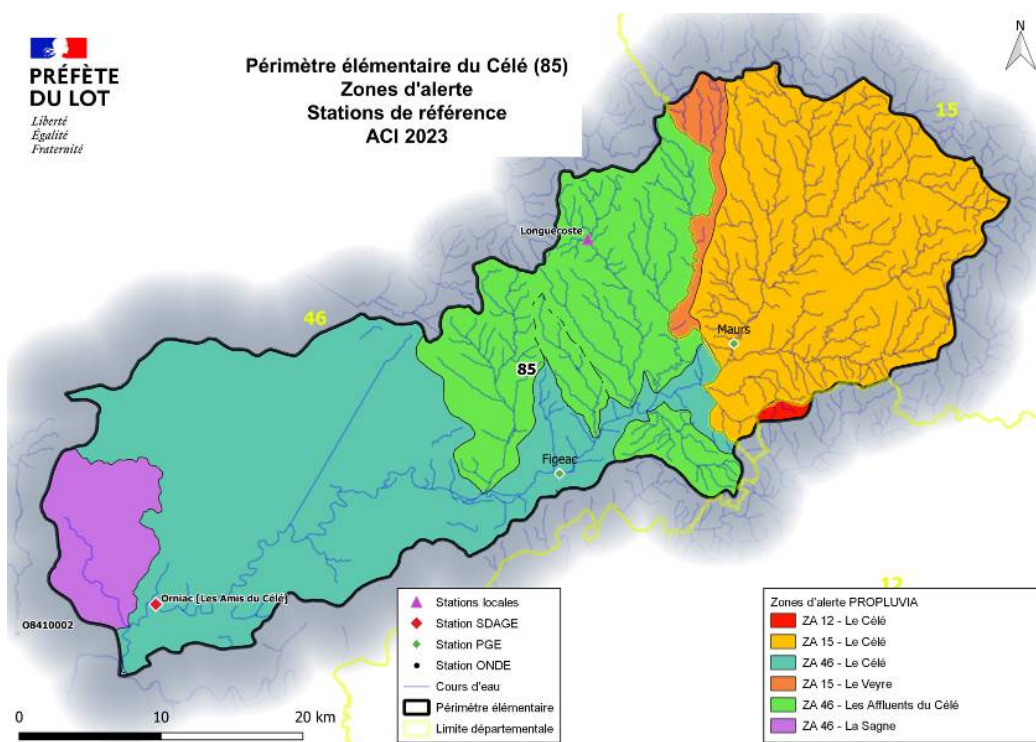 PRÉFÈTE
DU LOT
Liberté
Égalité
Fraternité
Périmètre élémentaire du Célé (85)
Zones d'alerte
Stations de référence
ACI 2023
N
15
Longuecoste
46
Maurs
85
Figeac
Orniac [Les Amis du Célé]
O8410002
12
0 10 20 km
Stations locales
Station SDAGE
Station PGE
Station ONDE
Cours d'eau
Périmètre élémentaire
Limite départementale
Zones d'alerte PROPLUVIA
ZA 12 - Le Célé
ZA 15 - Le Célé
ZA 46 - Le Célé
ZA 15 - Le Veyre
ZA 46 - Les Affluents du Célé
ZA 46 - La Sagne